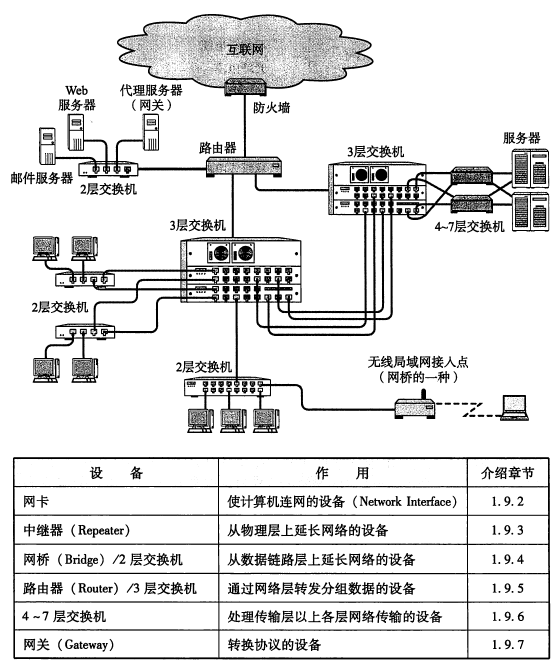 互联网
防火墙
Web
服务器
代理服务器
（网关）
邮件服务器
2层交换机
路由器
3层交换机
服务器
4~7层交换机
3层交换机
2层交换机
2层交换机
无线局域网接入点
（网桥的一种）
设 备 作 用 介绍章节
网卡 使计算机连网的设备（Network Interface） 1.9.2
中继器（Repeater） 从物理层上延长网络的设备 1.9.3
网桥（Bridge）/2 层交换机 从数据链路层上延长网络的设备 1.9.4
路由器（Router）/3 层交换机 通过网络层转发分组数据的设备 1.9.5
4～7 层交换机 处理传输层以上各层网络传输的设备 1.9.6
网关（Gateway） 转换协议的设备 1.9.7